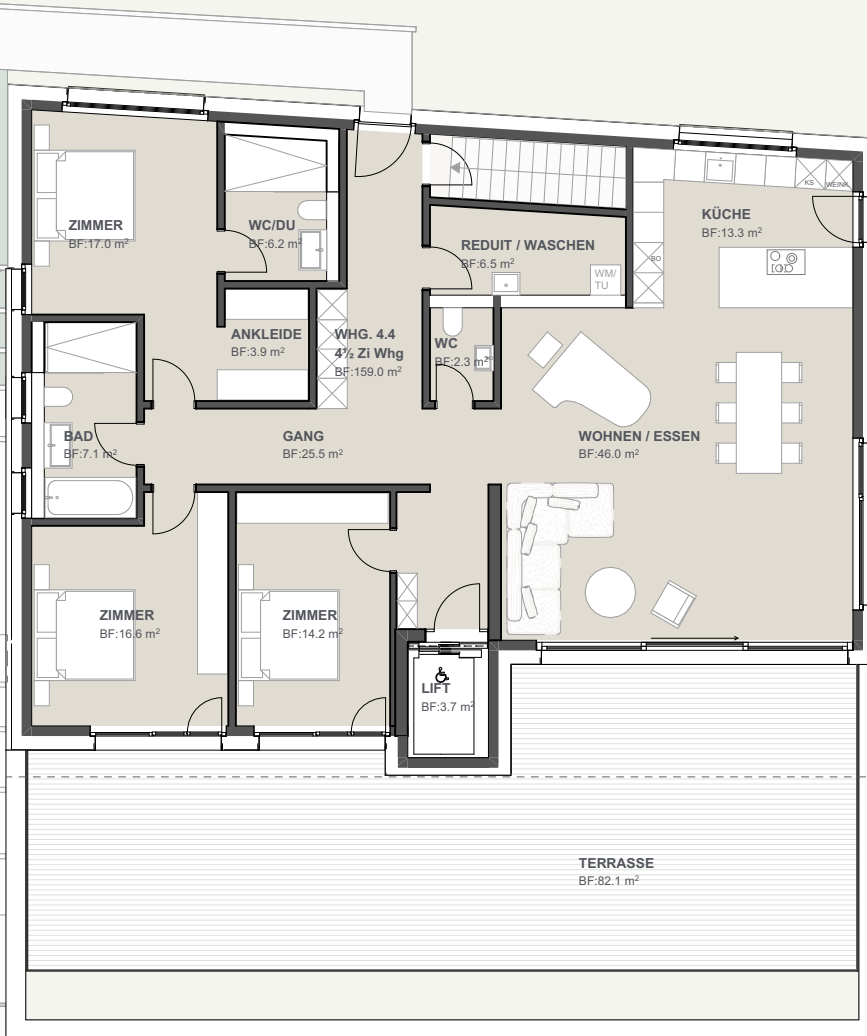 ZIMMER
BF:17.0 m²
WC/DU
BF:6.2 m²
REDUIT / WASCHEN
BF:6.5 m²
WM/
TU
KÜCHE
BF:13.3 m²
KS
WEINK
BO
ANKLEIDE
BF:3.9 m²
WHG. 4.4
4½ Zi Whg
BF:159.0 m²
WC
BF:2.3 m²
BAD
BF:7.1 m²
GANG
BF:25.5 m²
WOHNEN / ESSEN
BF:46.0 m²
ZIMMER
BF:16.6 m²
ZIMMER
BF:14.2 m²
LIFT
BF:3.7 m²
TERRASSE
BF:82.1 m²